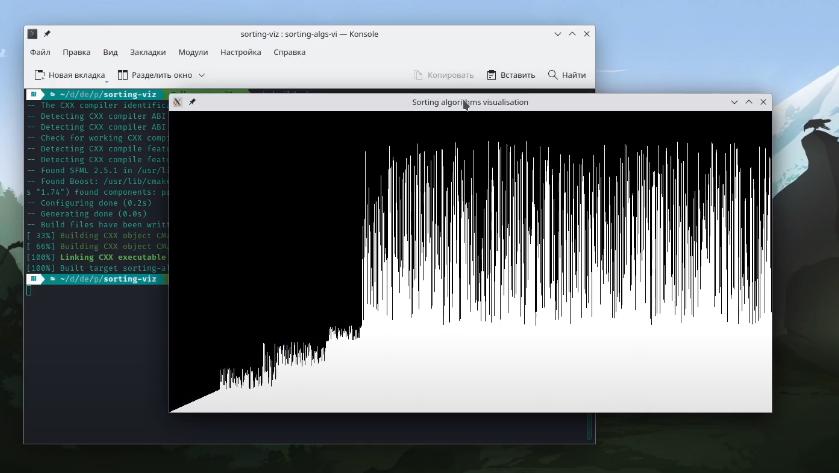 sorting-viz : sorting-algs-vi — Konsole
Файл Правка Вид Закладки Модули Настройка Справка
Новая вкладка Разделить окно Копировать Вставить Найти
~/d/de/p/sorting-viz
Sorting algorithms visualisation
-- The CXX compiler identific
-- Detecting CXX compiler ABI
-- Detecting CXX compiler ABI
-- Check for working CXX comp
-- Detecting CXX compile feat
-- Detecting CXX compile feat
-- Found SFML 2.5.1 in /usr/li
-- Found Boost: /usr/lib/cmak
s "1.74") found components: p
-- Configuring done (0.2s)
-- Generating done (0.0s)
-- Build files have been writt
[ 33%] Building CXX object CM
[ 66%] Building CXX object CM
[100%] Linking CXX executable
[100%] Built target sorting-a
~/d/de/p/sorting-viz